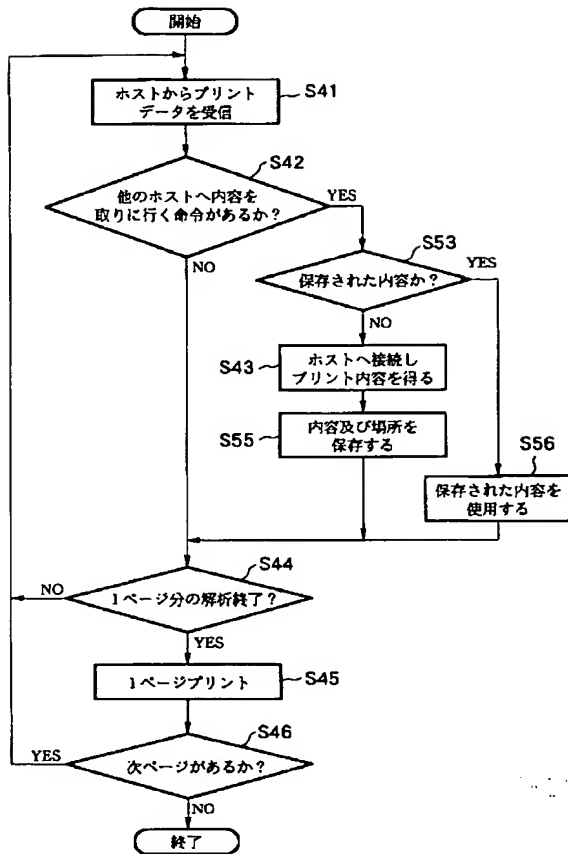 開始
ホストからプリント
データを受信
S41
S42
他のホストへ内容を
取りに行く命令があるか?
YES
NO
S53
保存された内容か?
YES
NO
S43
ホストへ接続し
プリント内容を得る
S55
内容及び場所を
保存する
S56
保存された内容を
使用する
S44
NO
1ページ分の解析終了?
YES
1ページプリント
S45
S46
YES
次ページがあるか?
NO
終了